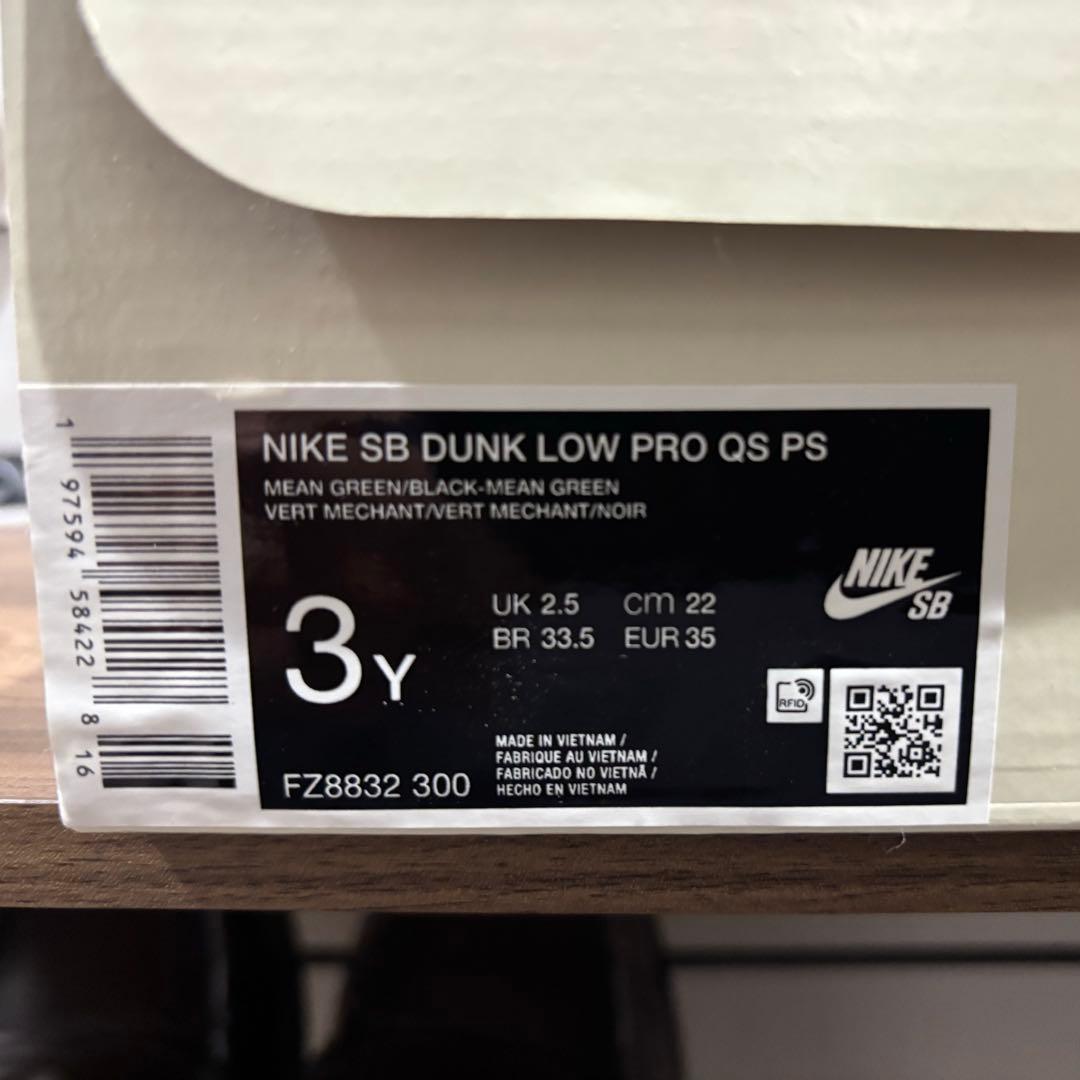 NIKE SB DUNK LOW PRO QS PS
MEAN GREEN/BLACK-MEAN GREEN
VERT MECHANT/VERT MECHANT/NOIR
3Y
UK 2.5 cm 22
BR 33.5 EUR 35
NIKE
SB
RFID
MADE IN VIETNAM /
FABRIQUE AU VIETNAM /
FABRICADO NO VIETNÃ /
HECHO EN VIETNAM
FZ8832 300
1 97594 58422 8 16